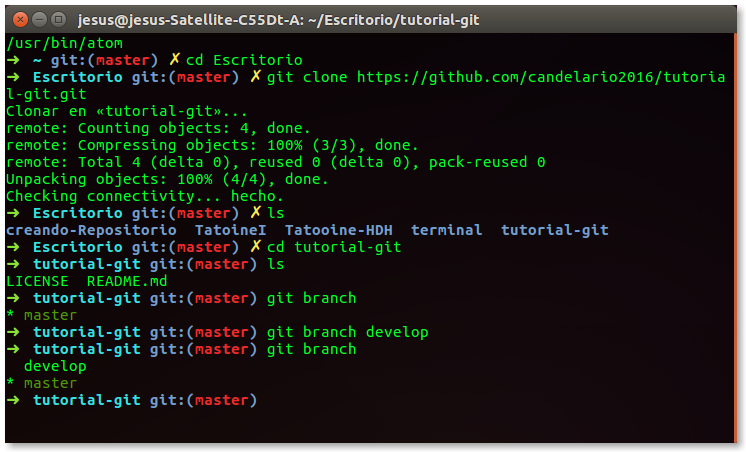 jesus@jesus-Satellite-C55Dt-A: ~/Escritorio/tutorial-git
/usr/bin/atom
➜ ~ git:(master) ✗ cd Escritorio
➜ Escritorio git:(master) ✗ git clone https://github.com/candelario2016/tutoria
l-git.git
Clonar en «tutorial-git»...
remote: Counting objects: 4, done.
remote: Compressing objects: 100% (3/3), done.
remote: Total 4 (delta 0), reused 0 (delta 0), pack-reused 0
Unpacking objects: 100% (4/4), done.
Checking connectivity... hecho.
➜ Escritorio git:(master) ✗ ls
creando-Repositorio TatoineI Tatooine-HDH terminal tutorial-git
➜ Escritorio git:(master) ✗ cd tutorial-git
➜ tutorial-git git:(master) ls
LICENSE README.md
➜ tutorial-git git:(master) git branch
* master
➜ tutorial-git git:(master) git branch develop
➜ tutorial-git git:(master) git branch
develop
* master
➜ tutorial-git git:(master)